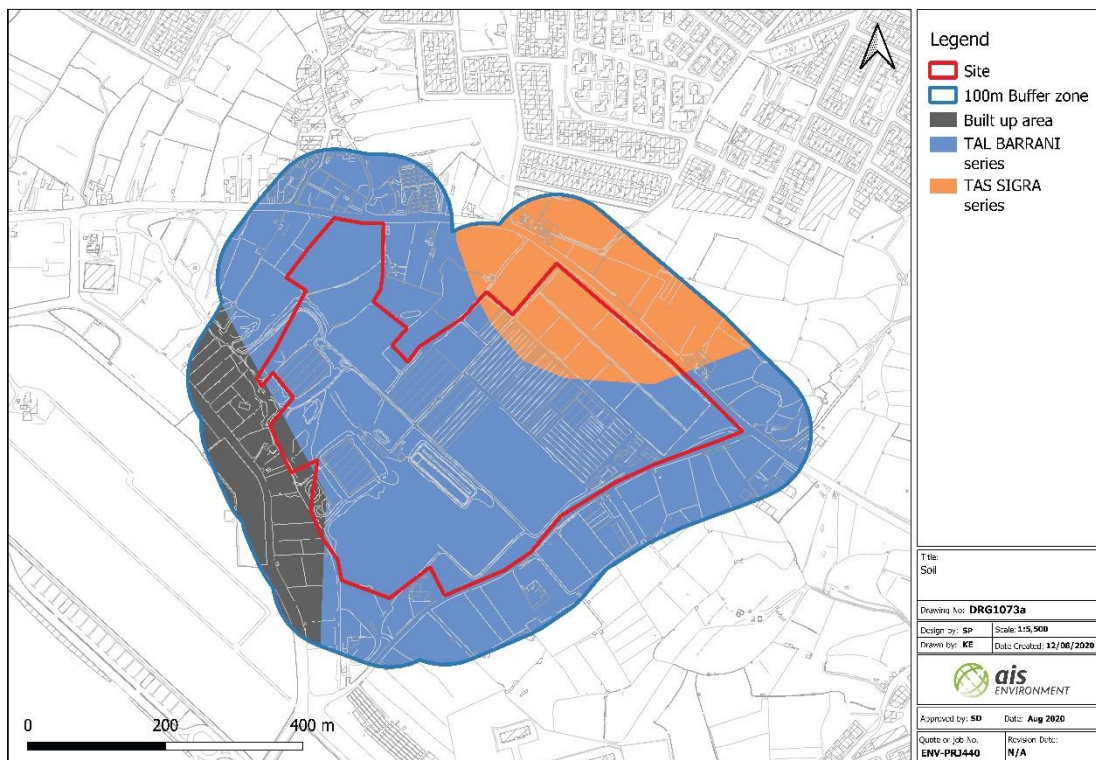 Legend
Site
100m Buffer zone
Built up area
TAL BARRANI
series
TAS SIGRA
series
0 200 400 m
Title:
Soil
Drawing No: DRG1073a
Design by: SP Scale: 1:5,500
Drawn by: KE Date Created: 12/08/2020
ais
ENVIRONMENT
Approved by: SD Date: Aug 2020
Quote or Job No. Revision Date:
ENV-PRJ440 N/A